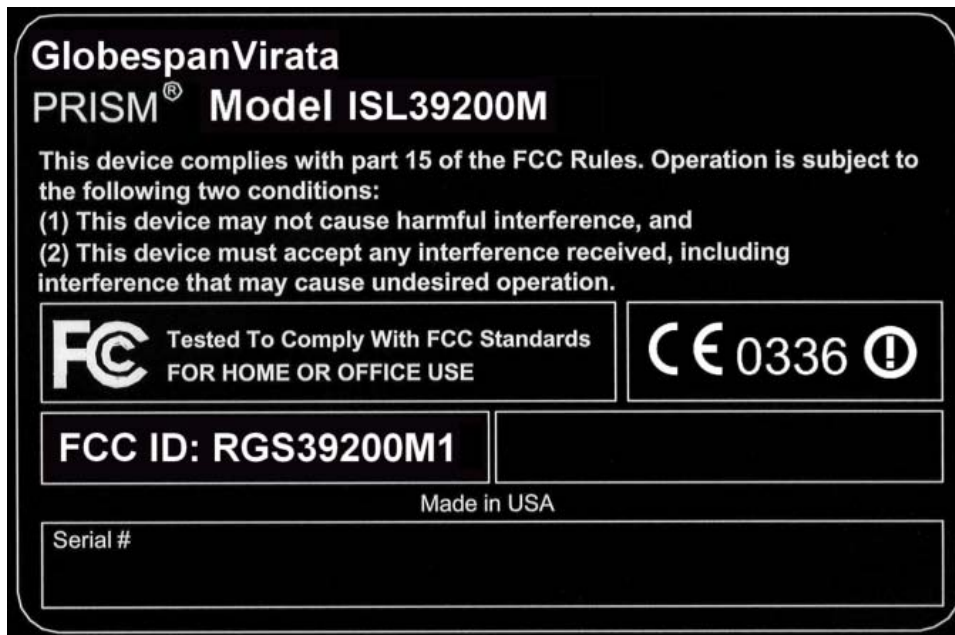 GlobespanVirata
PRISM® Model ISL39200M
This device complies with part 15 of the FCC Rules. Operation is subject to
the following two conditions:
(1) This device may not cause harmful interference, and
(2) This device must accept any interference received, including
interference that may cause undesired operation.
FC Tested To Comply With FCC Standards
FOR HOME OR OFFICE USE
CE 0336
FCC ID: RGS39200M1
Made in USA
Serial #